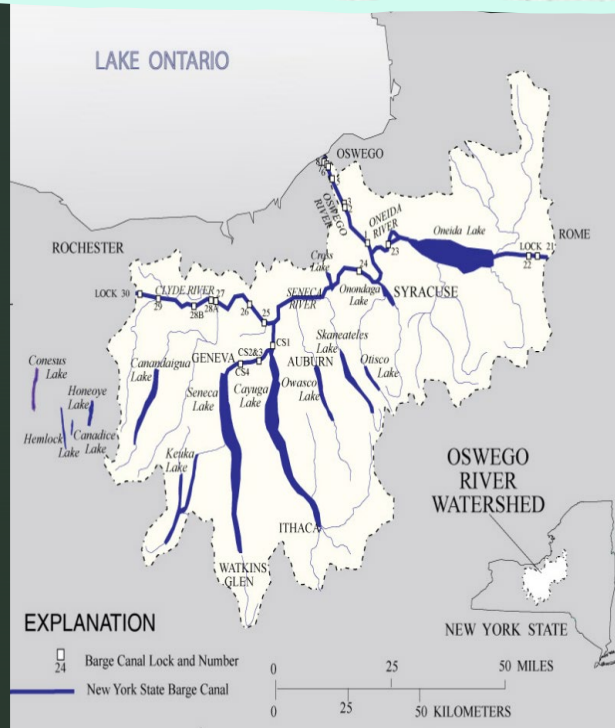 LAKE ONTARIO
OSWEGO
OSWEGO
RIVER
ONEIDA
RIVER
Oneida Lake
LOCK 21
22
ROME
23
1
3
5
24
Cross
Lake
Onondaga
Lake
SYRACUSE
ROCHESTER
LOCK 30
29
CLYDE RIVER
28B
28A
27
26
25
SENECA
RIVER
CS1
CS2&3
CS4
GENEVA
AUBURN
Skaneateles
Lake
Otisco
Lake
Owasco
Lake
Cayuga
Lake
Seneca
Lake
Canandaigua
Lake
Conesus
Lake
Honeoye
Lake
Hemlock
Lake
Canadice
Lake
Keuka
Lake
ITHACA
WATKINS
GLEN
OSWEGO
RIVER
WATERSHED
NEW YORK STATE
EXPLANATION
24
Barge Canal Lock and Number
New York State Barge Canal
0 25 50 MILES
0 25 50 KILOMETERS